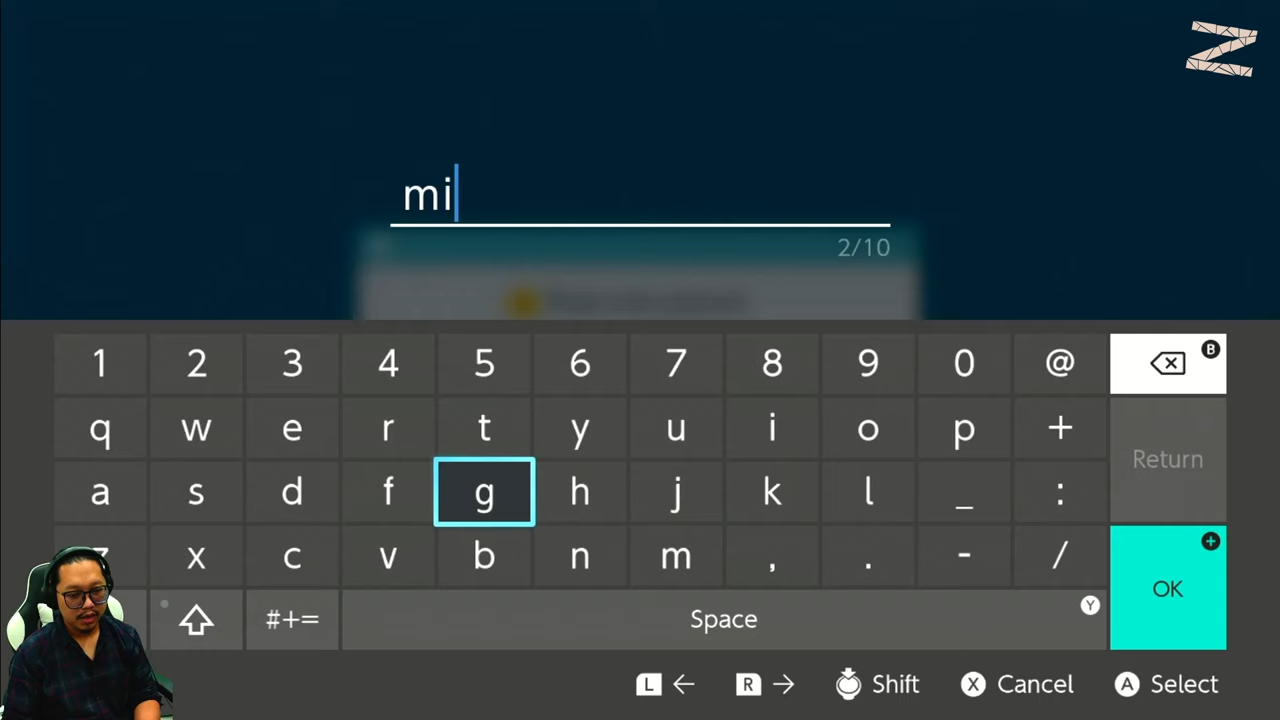 Z
mi
2/10
1 2 3 4 5 6 7 8 9 0 @ B
q w e r t y u i o p + Return
a s d f g h j k l _ :
z x c v b n m , . - / OK +
#+= Space Y
L ← R → Shift X Cancel A Select